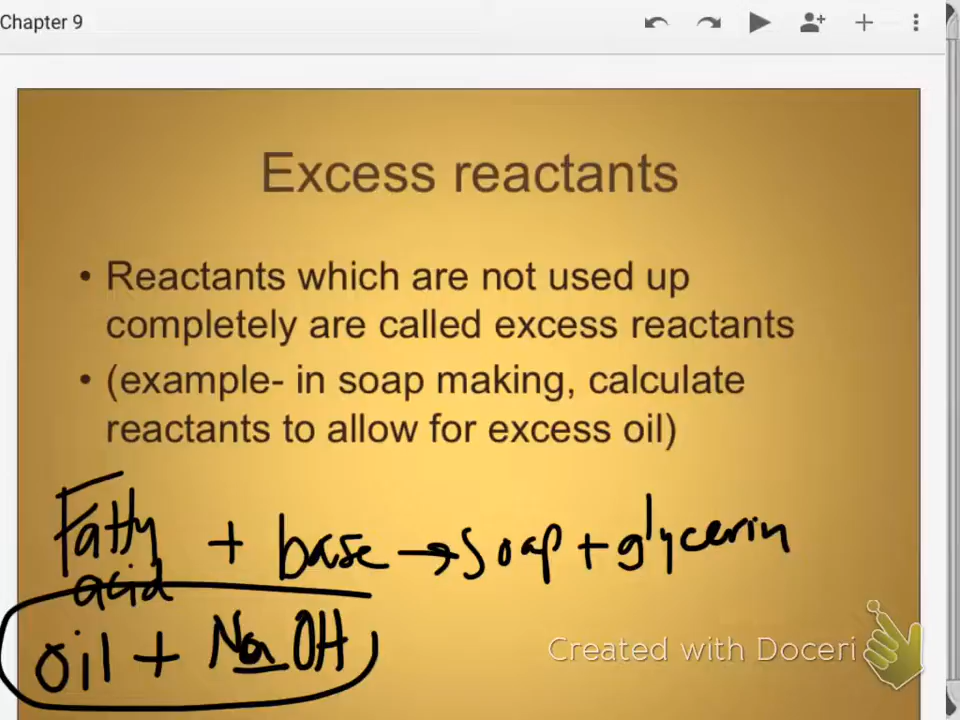 Chapter 9
Excess reactants
• Reactants which are not used up
completely are called excess reactants
• (example- in soap making, calculate
reactants to allow for excess oil)
Fatty acid + base → soap + glycerin
oil + NaOH
Created with Doceri